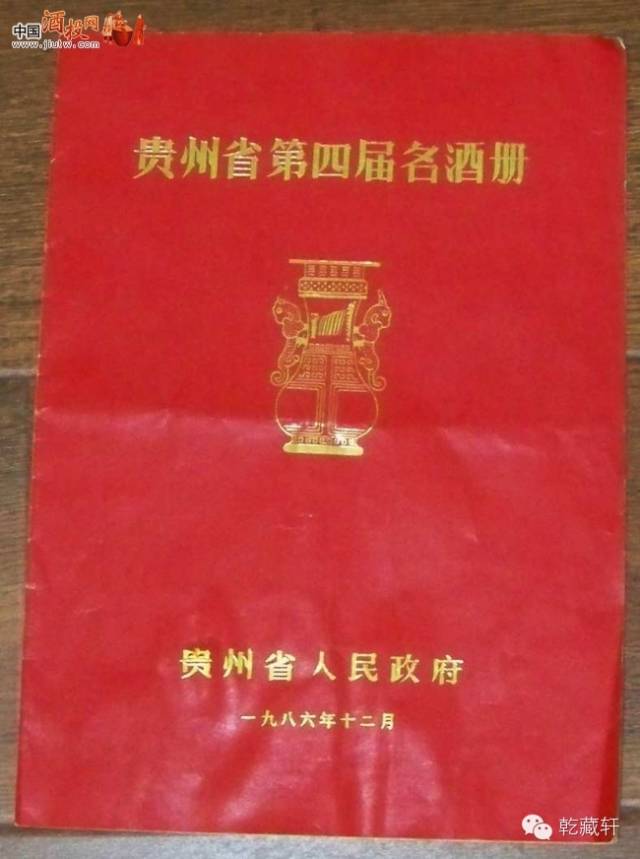 中国酒投网
www.jiutw.com
贵州省第四届名酒册
贵州省人民政府
一九八六年十二月
乾藏轩